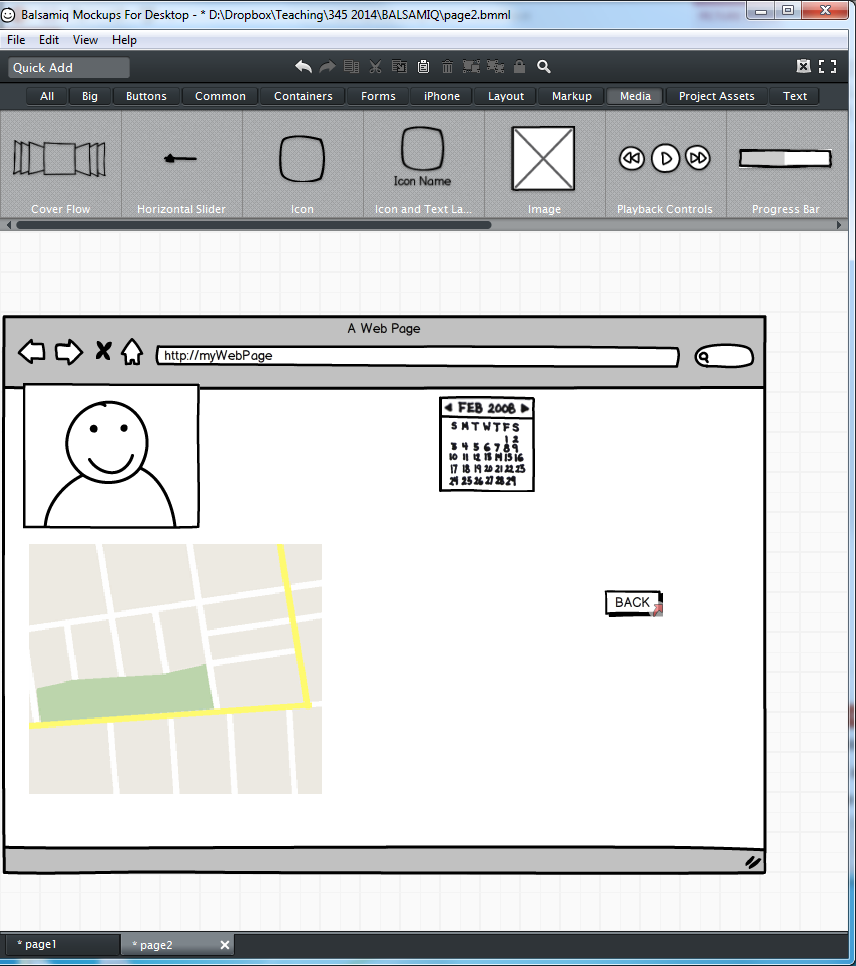 Balsamiq Mockups For Desktop - * D:\Dropbox\Teaching\345 2014\BALSAMIQ\page2.bmml
File Edit View Help
Quick Add
All Big Buttons Common Containers Forms iPhone Layout Markup Media Project Assets Text
Icon Name
Cover Flow Horizontal Slider Icon Icon and Text La... Image Playback Controls Progress Bar
A Web Page
http://myWebPage
FEB 2008
S M T W T F S
1 2
3 4 5 6 7 8 9
10 11 12 13 14 15 16
17 18 19 20 21 22 23
24 25 26 27 28 29
BACK
* page1 * page2